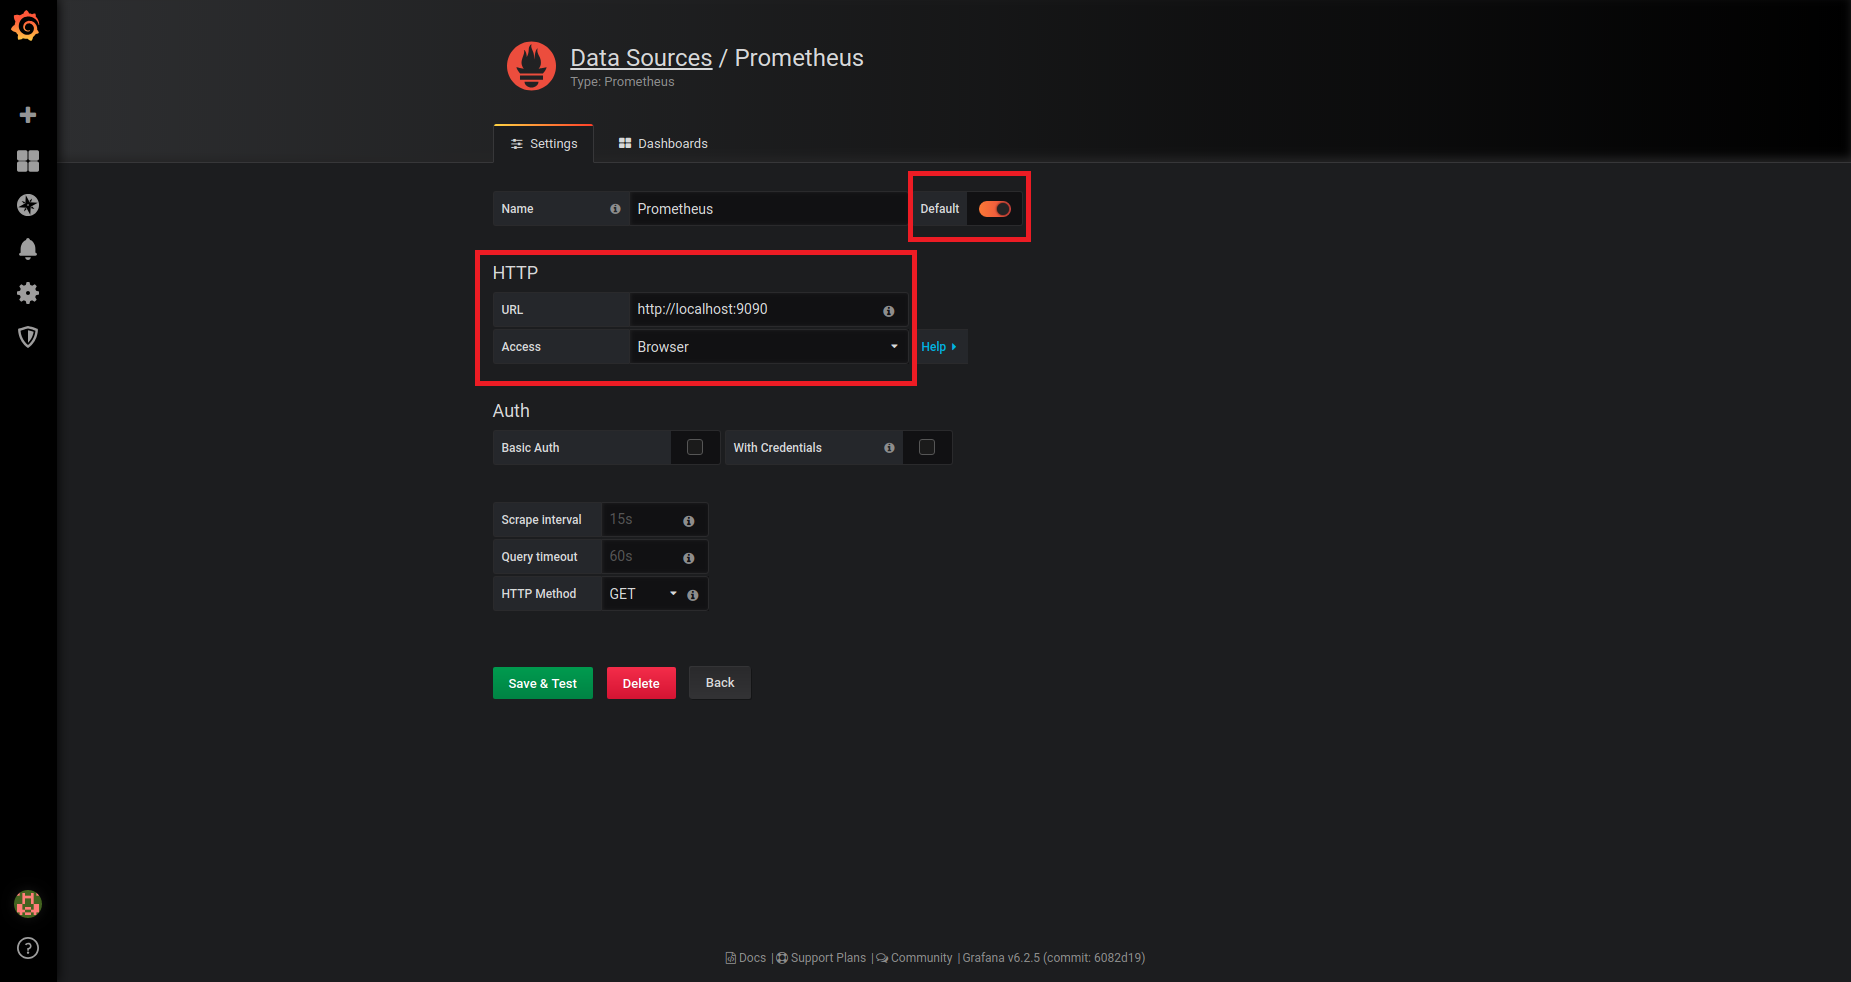 Data Sources / Prometheus
Type: Prometheus
Settings
Dashboards
Name
Prometheus
Default
HTTP
URL
http://localhost:9090
Access
Browser
Help
Auth
Basic Auth
With Credentials
Scrape interval
15s
Query timeout
60s
HTTP Method
GET
Save & Test
Delete
Back
Docs | Support Plans | Community | Grafana v6.2.5 (commit: 6082d19)